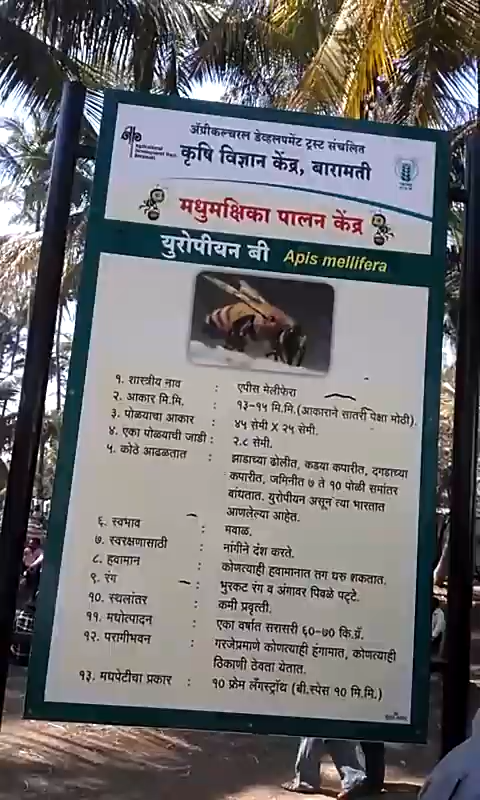 ॲग्रीकल्चरल डेव्हलपमेंट ट्रस्ट संचलित
कृषि विज्ञान केंद्र, बारामती
मधुमक्षिका पालन केंद्र
युरोपीयन बी Apis mellifera
१. शास्त्रीय नाव : एपीस मेलीफेरा
२. आकार मि.मि. : १३-१५ मि.मि.(आकाराने सातेरी पेक्षा मोठी).
३. पोळयाचा आकार : ४५ सेमी X २५ सेमी.
४. एका पोळयाची जाडी : २.८ सेमी.
५. कोठे आढळतात : झाडाच्या ढोलीत, कडया कपारीत, दगडाच्या
कपारीत, जमिनीत ७ ते १० पोळी समांतर
बांधतात. युरोपीयन असून त्या भारतात
आणलेल्या आहेत.
६. स्वभाव : मवाळ.
७. स्वरक्षणासाठी : नांगीने दंश करते.
८. हवामान : कोणत्याही हवामानात तग धरु शकतात.
९. रंग : भुरकट रंग व अंगावर पिवळे पट्टे.
१०. स्थलांतर : कमी प्रवृत्ती.
११. मधोत्पादन : एका वर्षात सरासरी ६०-७० कि.ग्रॅ.
१२. परागीभवन : गरजेप्रमाणे कोणत्याही हंगामात, कोणत्याही
ठिकाणी ठेवता येतात.
१३. मधपेटीचा प्रकार : १० फ्रेम लँगस्ट्रॉथ (बी.स्पेस १० मि.मि.)